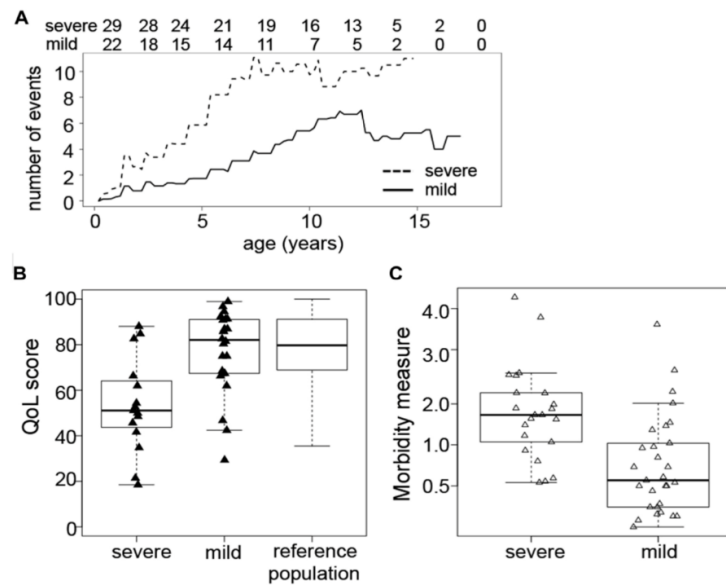 A
severe 29 28 24 21 19 16 13 5 2 0
mild 22 18 15 14 11 7 5 2 0 0
10
8
6
4
2
0
number of events
severe
mild
0 5 10 15
age (years)
B
100
80
60
40
20
0
QoL score
severe mild reference
population
C
4.0
3.0
2.0
1.0
0.5
Morbidity measure
severe mild